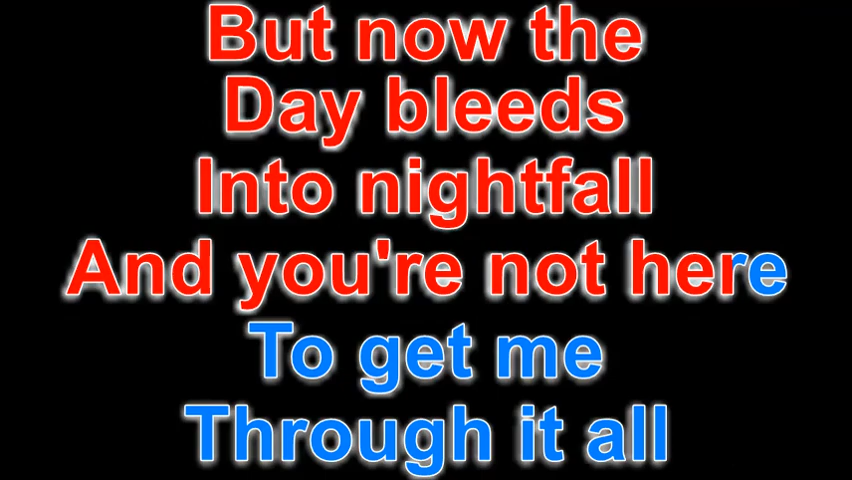 But now the
Day bleeds
Into nightfall
And you're not here
To get me
Through it all